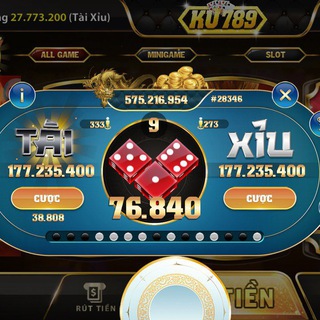 ng 27.773.200 (Tài Xỉu)
KU789
ALL GAME
MINIGAME
SLOT
i
575,216,954
#28346
X
333
9
273
TÀI
XỈU
177,235,400
177,235,400
CƯỢC
CƯỢC
76.840
38.808
RÚT TIỀN
TIỀN